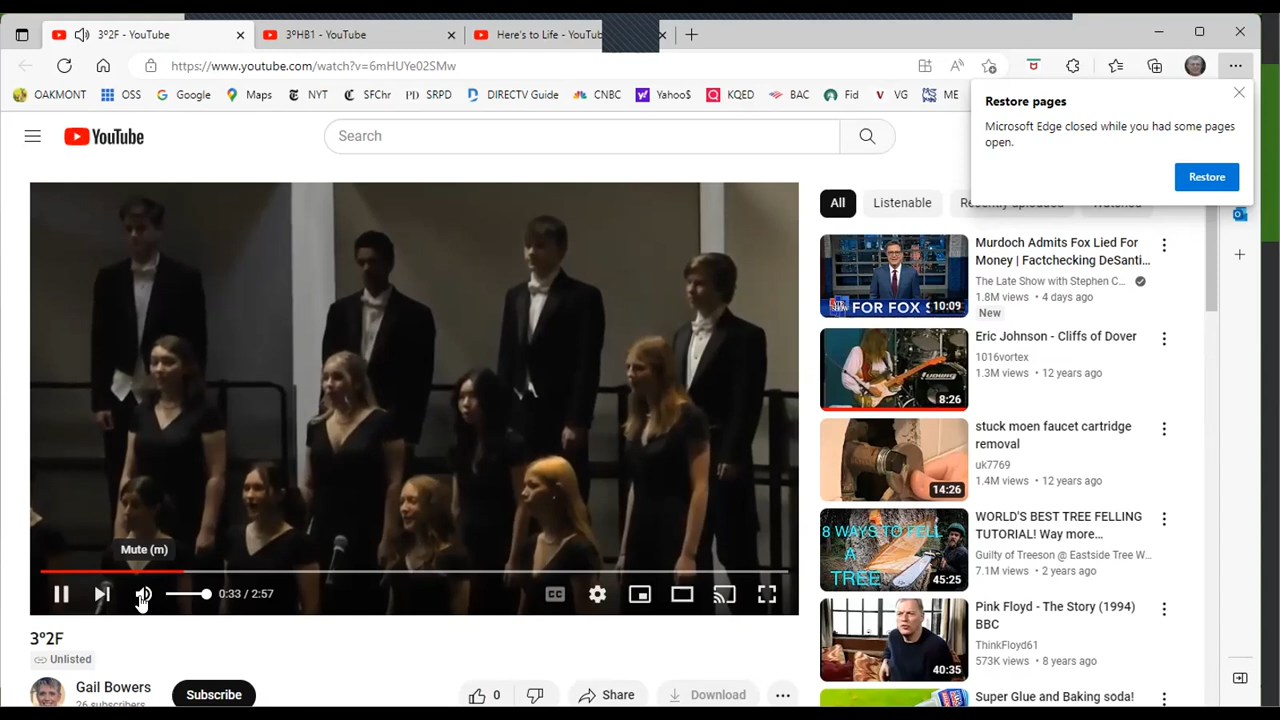 3º2F - YouTube
3ºHB1 - YouTube
Here's to Life - YouTu
https://www.youtube.com/watch?v=6mHUYe02SMw
OAKMONT
OSS
Google
Maps
NYT
SFChr
PD SRPD
DIRECTV Guide
CNBC
Yahoo$
KQED
BAC
Fid
V VG
ME
Restore pages
Microsoft Edge closed while you had some pages
open.
Restore
YouTube
Search
All
Listenable
Recently uploaded
Watched
Mute (m)
0:33 / 2:57
CC
3º2F
Unlisted
Gail Bowers
26 subscribers
Subscribe
0
Share
Download
FOR FOX S
10:09
Murdoch Admits Fox Lied For
Money | Factchecking DeSanti...
The Late Show with Stephen C...
1.8M views • 4 days ago
New
8:26
Eric Johnson - Cliffs of Dover
1016vortex
1.3M views • 12 years ago
14:26
stuck moen faucet cartridge
removal
uk7769
1.4M views • 12 years ago
8 WAYS TO FELL
A
TREE
45:25
WORLD'S BEST TREE FELLING
TUTORIAL! Way more...
Guilty of Treeson @ Eastside Tree W...
7.1M views • 2 years ago
40:35
Pink Floyd - The Story (1994)
BBC
ThinkFloyd61
573K views • 8 years ago
Super Glue and Baking soda!